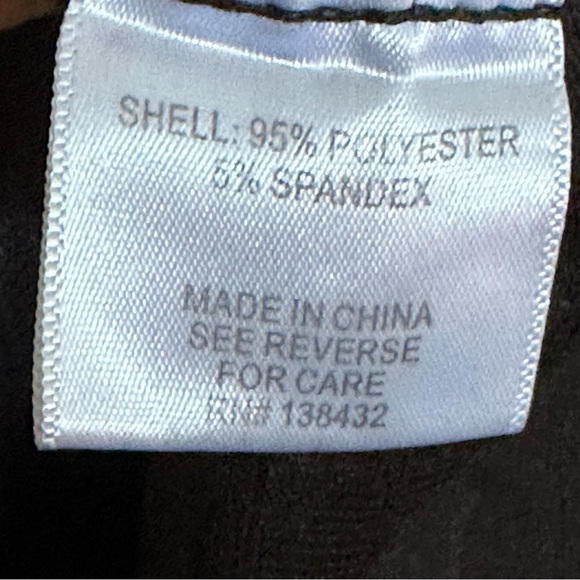 SHELL: 95% POLYESTER
5% SPANDEX
MADE IN CHINA
SEE REVERSE
FOR CARE
RN# 138432